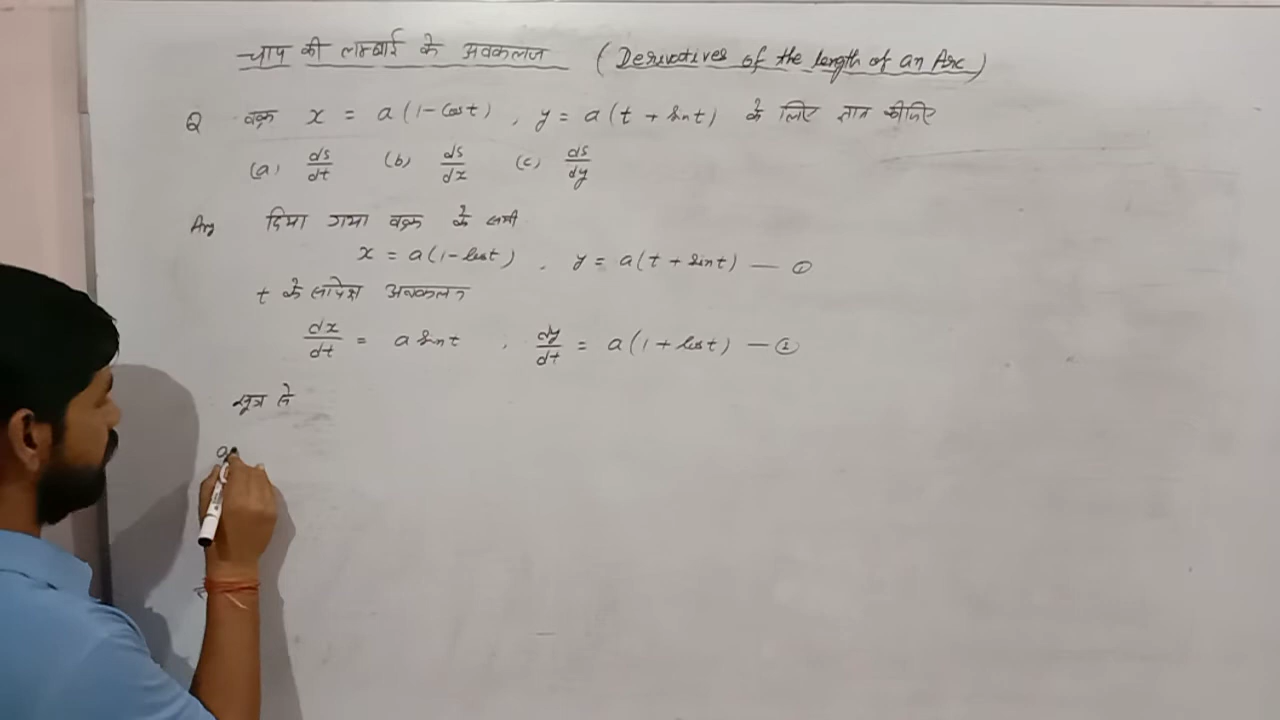 चाप की लम्बाई के अवकलज (Derivatives of the length of an Arc)
Q वक्र x = a(1-Cost), y = a(t + sint) के लिए ज्ञात कीजिए
(a) ds/dt (b) ds/dx (c) ds/dy
Ans दिया गया वक्र के समी
x = a(1-cost), y = a(t + sint) — ①
t के सापेक्ष अवकलन
dx/dt = a sint, dy/dt = a(1 + cost) — ②
सूत्र से